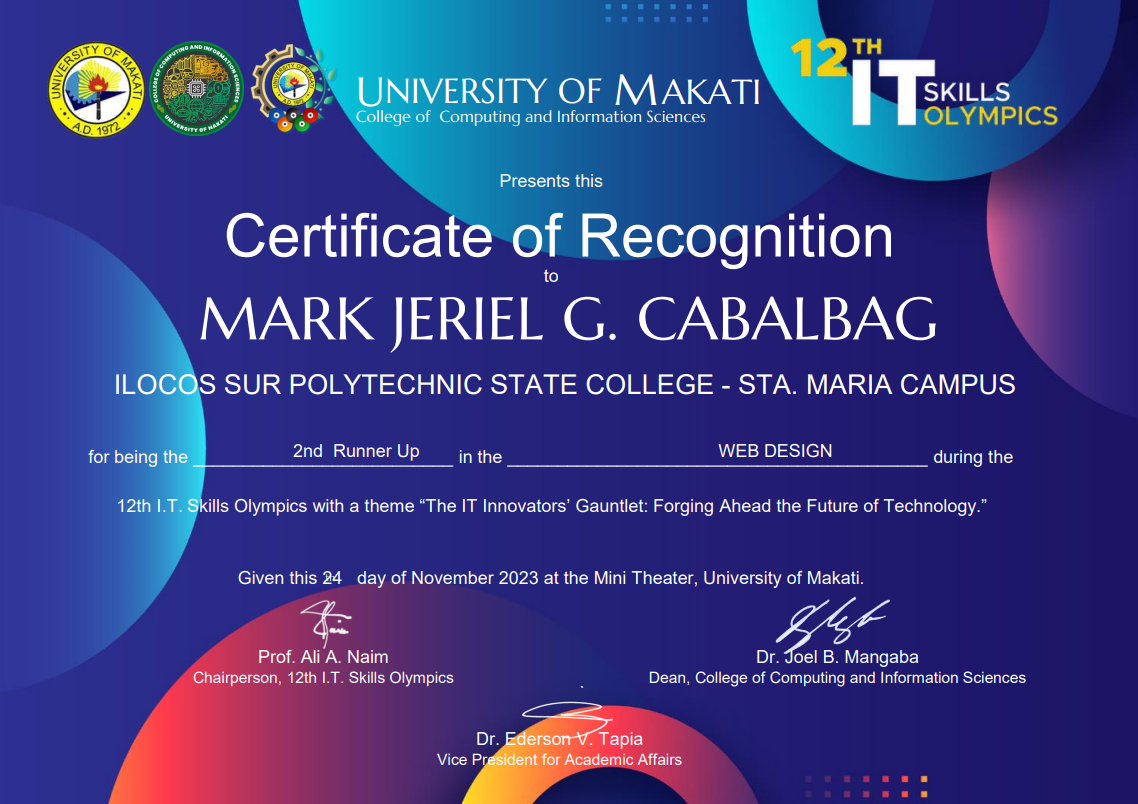 UNIVERSITY OF MAKATI
A.D. 1972
COLLEGE OF COMPUTING AND INFORMATION SCIENCES
UNIVERSITY OF MAKATI
UNIVERSITY OF MAKATI
College of Computing and Information Sciences
12TH
IT SKILLS
OLYMPICS
Presents this
Certificate of Recognition
to
MARK JERIEL G. CABALBAG
ILOCOS SUR POLYTECHNIC STATE COLLEGE - STA. MARIA CAMPUS
for being the 2nd Runner Up in the WEB DESIGN during the
12th I.T. Skills Olympics with a theme “The IT Innovators’ Gauntlet: Forging Ahead the Future of Technology.”
Given this 24 day of November 2023 at the Mini Theater, University of Makati.
Prof. Ali A. Naim
Chairperson, 12th I.T. Skills Olympics
Dr. Joel B. Mangaba
Dean, College of Computing and Information Sciences
Dr. Ederson V. Tapia
Vice President for Academic Affairs